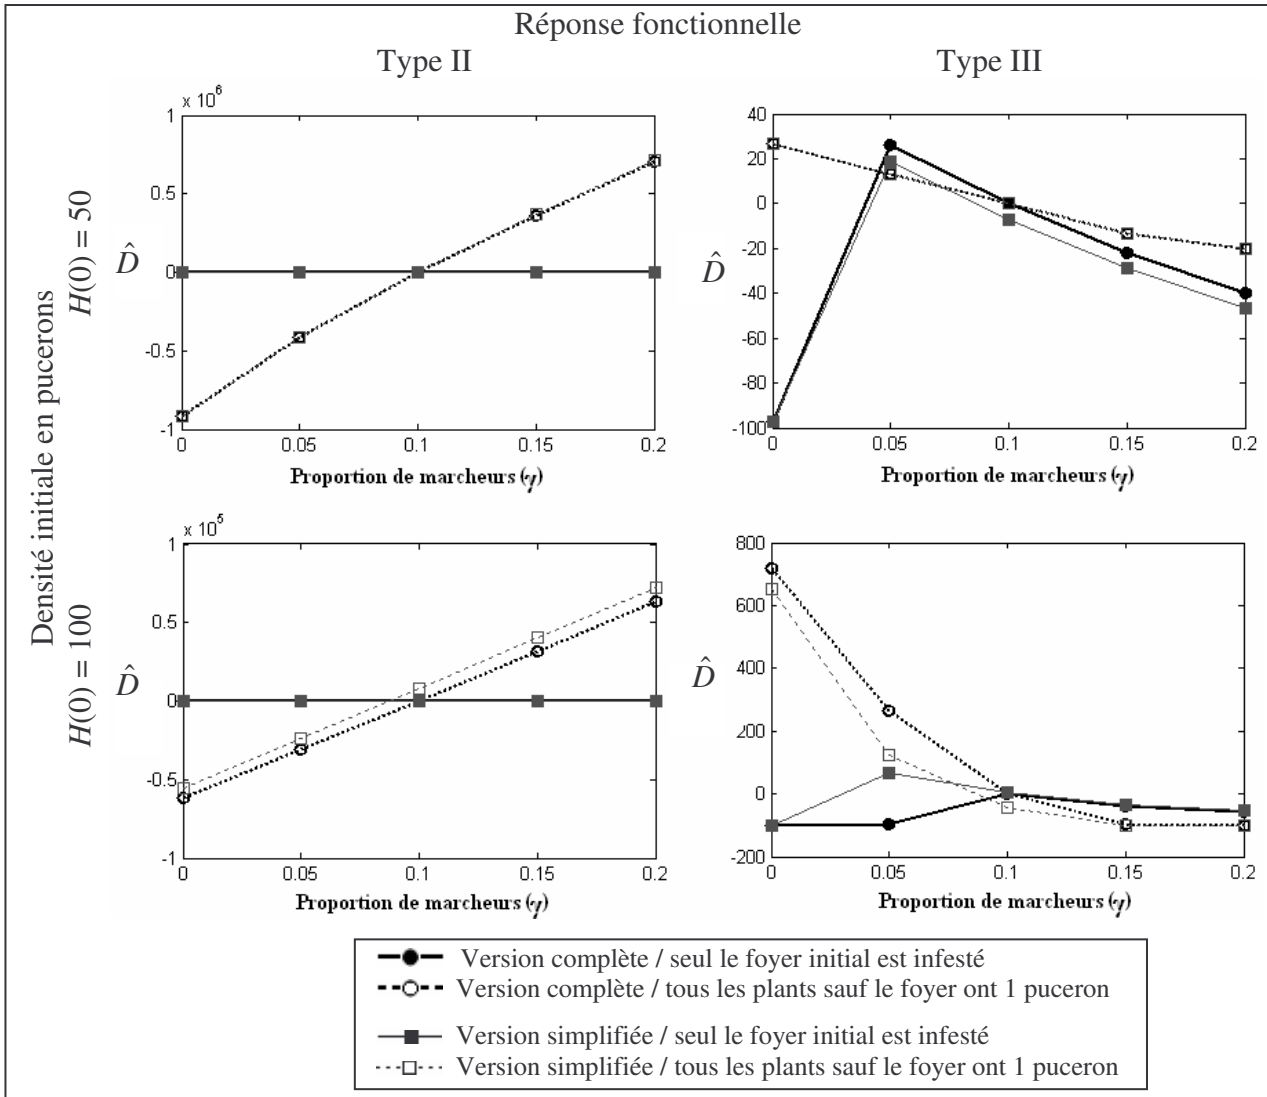 Réponse fonctionnelle
Type II
Type III
Densité initiale en pucerons
H(0) = 50
x 10^6
1
0.5
0
-0.5
-1
D̂
0 0.05 0.1 0.15 0.2
Proportion de marcheurs (γ)
40
20
0
-20
-40
-60
-80
-100
D̂
0 0.05 0.1 0.15 0.2
Proportion de marcheurs (γ)
H(0) = 100
x 10^5
1
0.5
0
-0.5
-1
D̂
0 0.05 0.1 0.15 0.2
Proportion de marcheurs (γ)
800
600
400
200
0
-200
D̂
0 0.05 0.1 0.15 0.2
Proportion de marcheurs (γ)
Version complète / seul le foyer initial est infesté
Version complète / tous les plants sauf le foyer ont 1 puceron
Version simplifiée / seul le foyer initial est infesté
Version simplifiée / tous les plants sauf le foyer ont 1 puceron